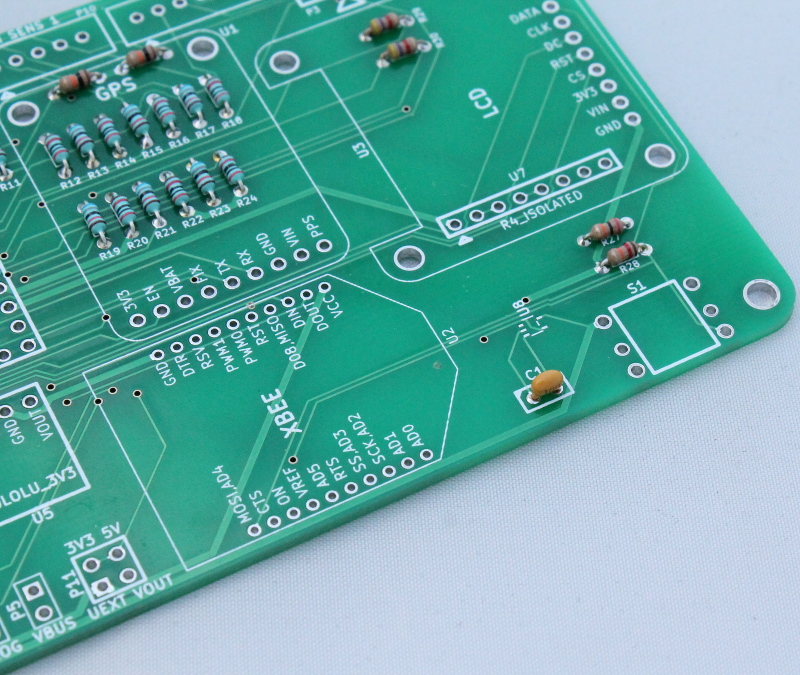 SENS 1 P10
P3
U1
GPS
R11
R12
R13
R14
R15
R16
R17
R18
R19
R20
R21
R22
R23
R24
3V3
EN
VBAT
TX
RX
GND
VIN
PPS
U3
LCD
DATA
CLK
DC
RST
CS
3V3
VIN
GND
U7
R4_ISOLATED
R27
R28
S1
C1
U2
GND
DTR
RSV
PWM1
PWM0
RST
D08,MISO
DIN
DOUT
VCC
XBEE
MOSI,AD4
CTS
ON
VREF
AD5
RTS
SS,AD3
SCK,AD2
AD1
AD0
GND
VOUT
LOLU_3V3
U5
3V3 5V
P11
UEXT VOUT
P5
VBUS